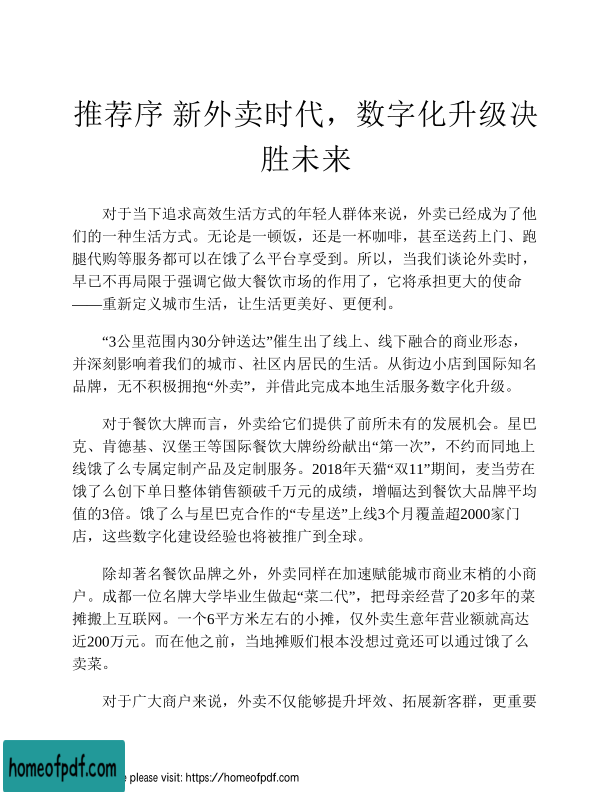 推荐序 新外卖时代，数字化升级决
胜未来
对于当下追求高效生活方式的年轻人群体来说，外卖已经成为了他
们的一种生活方式。无论是一顿饭，还是一杯咖啡，甚至送药上门、跑
腿代购等服务都可以在饿了么平台享受到。所以，当我们谈论外卖时，
早已不再局限于强调它做大餐饮市场的作用了，它将承担更大的使命
——重新定义城市生活，让生活更美好、更便利。
“3公里范围内30分钟送达”催生出了线上、线下融合的商业形态，
并深刻影响着我们的城市、社区内居民的生活。从街边小店到国际知名
品牌，无不积极拥抱“外卖”，并借此完成本地生活服务数字化升级。
对于餐饮大牌而言，外卖给它们提供了前所未有的发展机会。星巴
克、肯德基、汉堡王等国际餐饮大牌纷纷献出“第一次”，不约而同地上
线饿了么专属定制产品及定制服务。2018年天猫“双11”期间，麦当劳在
饿了么创下单日整体销售额破千万元的成绩，增幅达到餐饮大品牌平均
值的3倍。饿了么与星巴克合作的“专星送”上线3个月覆盖超2000家门
店，这些数字化建设经验也将被推广到全球。
除却著名餐饮品牌之外，外卖同样在加速赋能城市商业末梢的小商
户。成都一位名牌大学毕业生做起“菜二代”，把母亲经营了20多年的菜
摊搬上互联网。一个6平方米左右的小摊，仅外卖生意年营业额就高达
近200万元。而在他之前，当地摊贩们根本没想过竟还可以通过饿了么
卖菜。
对于广大商户来说，外卖不仅能够提升坪效、拓展新客群，更重要
homeofpdf.com
e please visit: https://homeofpdf.com